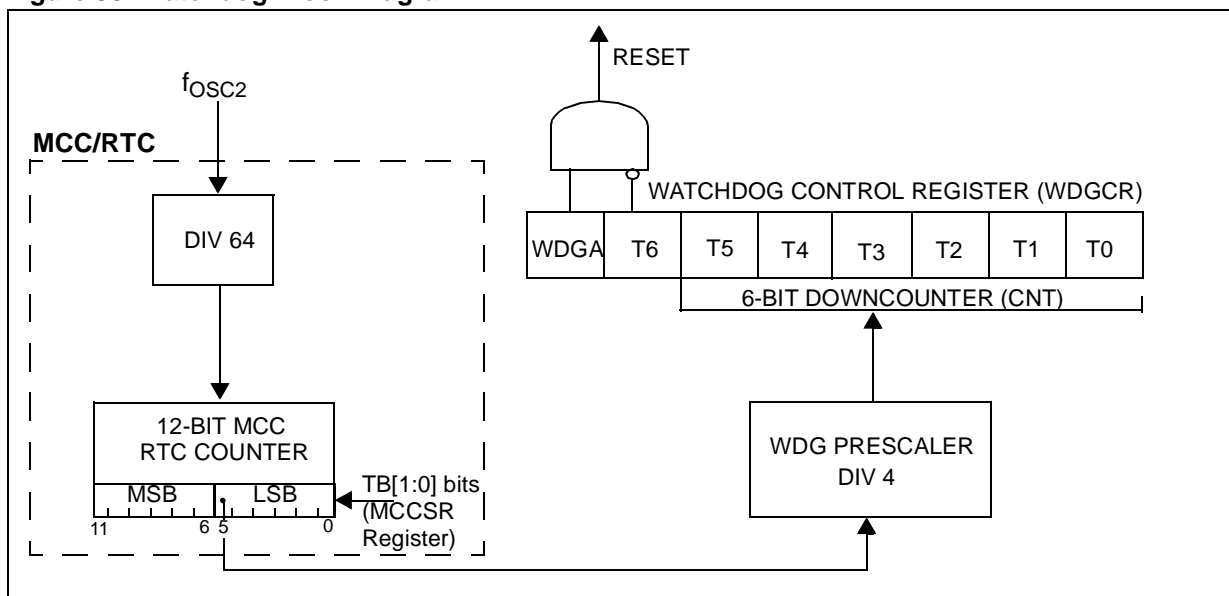 RESET
fOSC2
MCC/RTC
DIV 64
WATCHDOG CONTROL REGISTER (WDGCR)
WDGA T6 T5 T4 T3 T2 T1 T0
6-BIT DOWNCOUNTER (CNT)
12-BIT MCC
RTC COUNTER
MSB LSB
11 6 5 0
TB[1:0] bits
(MCCSR
Register)
WDG PRESCALER
DIV 4